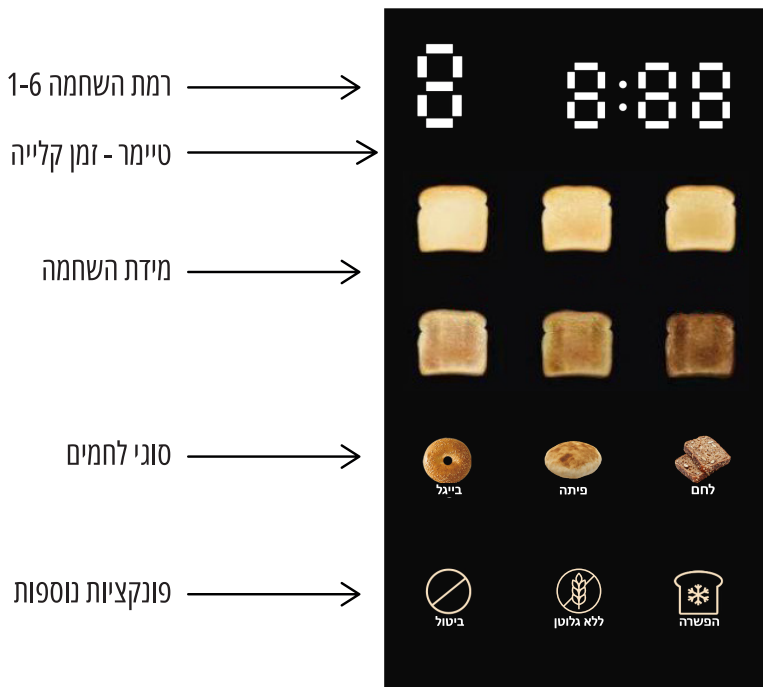 רמת השחמה 1-6
8 8:88
טיימר - זמן קלייה
מידת השחמה
סוגי לחמים
לחם פיתה בייגל
פונקציות נוספות
הפשרה ללא גלוטן ביטול